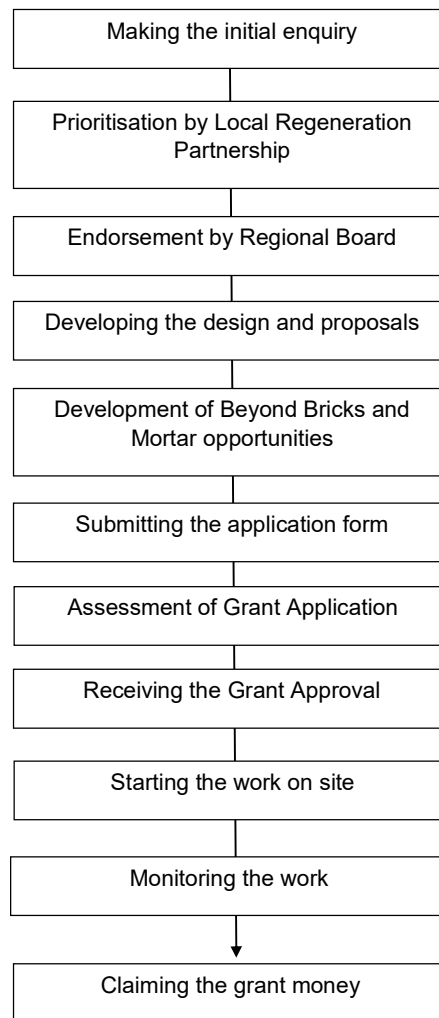 Making the initial enquiry
Prioritisation by Local Regeneration
Partnership
Endorsement by Regional Board
Developing the design and proposals
Development of Beyond Bricks and
Mortar opportunities
Submitting the application form
Assessment of Grant Application
Receiving the Grant Approval
Starting the work on site
Monitoring the work
Claiming the grant money